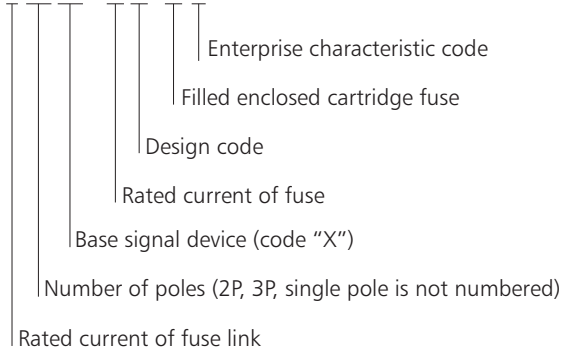 Enterprise characteristic code
Filled enclosed cartridge fuse
Design code
Rated current of fuse
Base signal device (code “X”)
Number of poles (2P, 3P, single pole is not numbered)
Rated current of fuse link